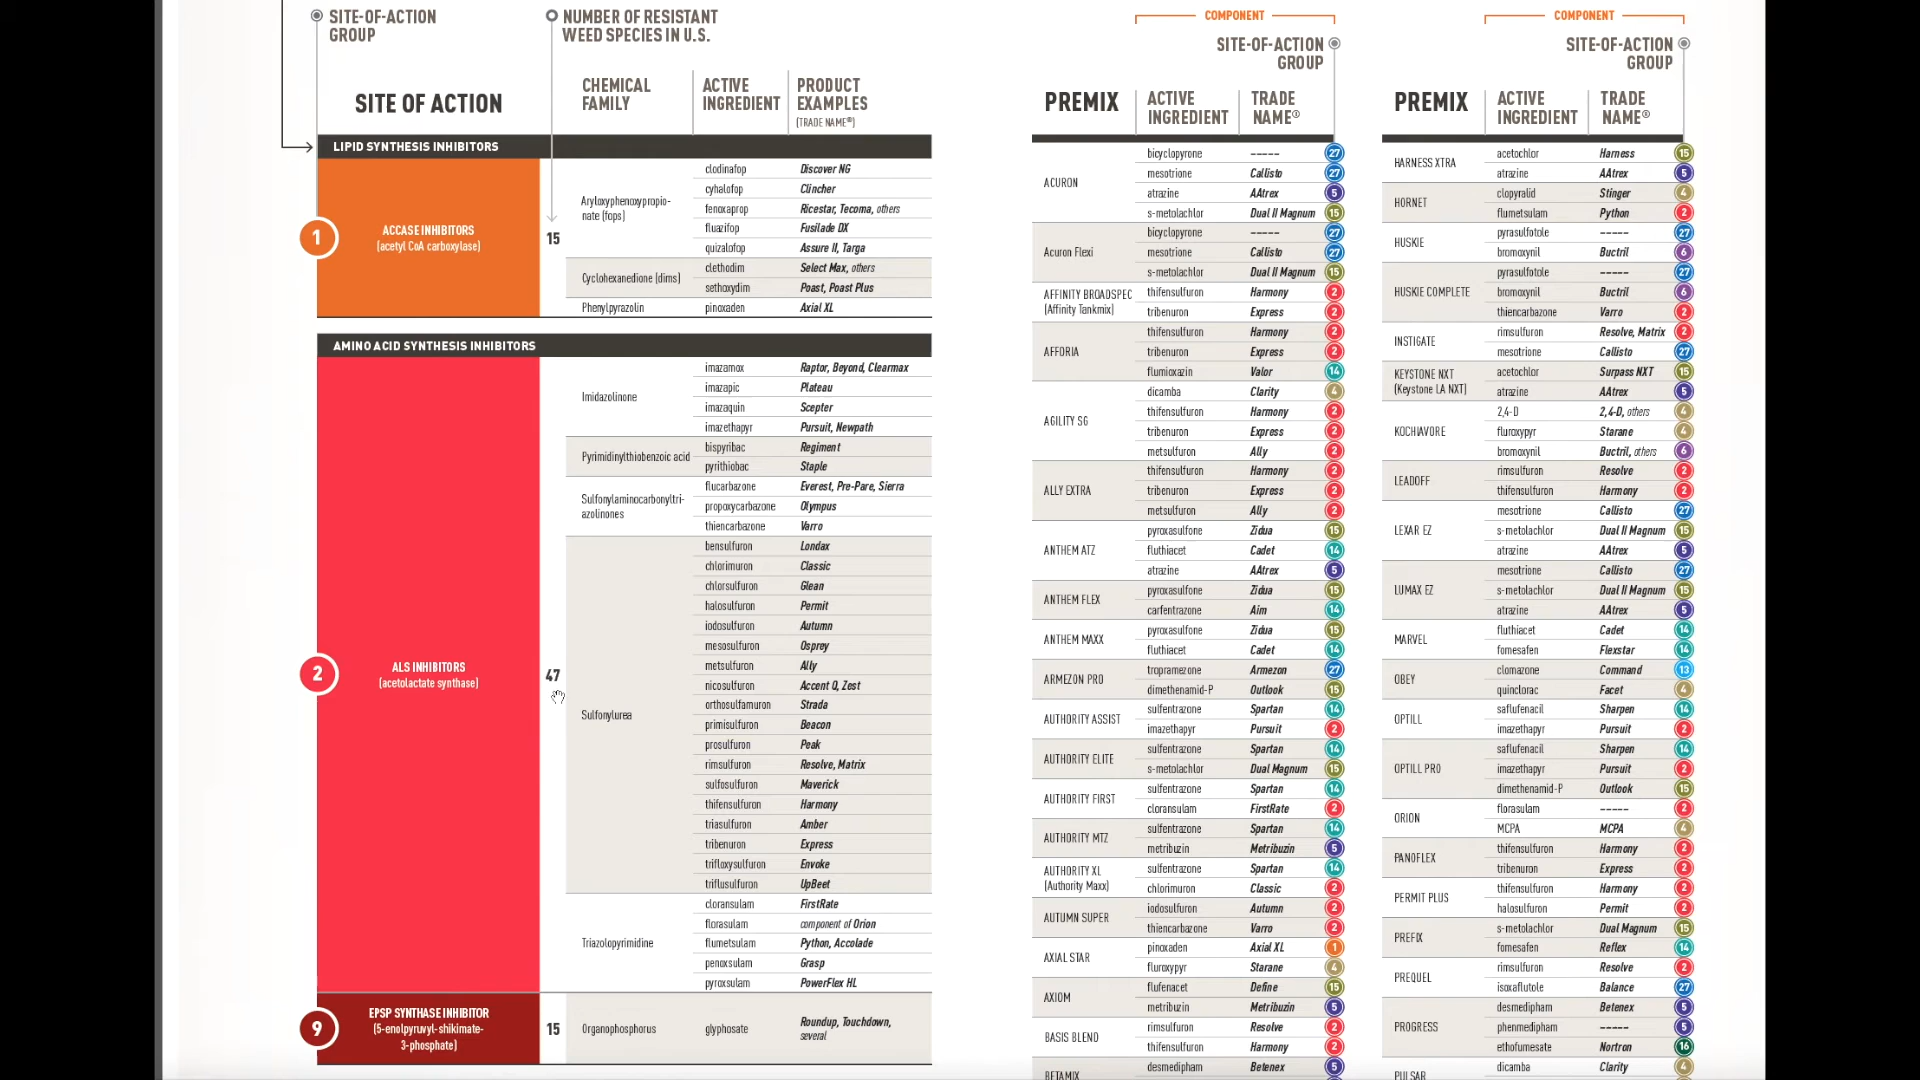 SITE-OF-ACTION
GROUP
NUMBER OF RESISTANT
WEED SPECIES IN U.S.
SITE OF ACTION
CHEMICAL
FAMILY
ACTIVE
INGREDIENT
PRODUCT
EXAMPLES
(TRADE NAME®)
LIPID SYNTHESIS INHIBITORS
1
ACCASE INHIBITORS
(acetyl CoA carboxylase)
15
Aryloxyphenoxypropio-
nate (fops)
clodinafop Discover NG
cyhalofop Clincher
fenoxaprop Ricestar, Tecoma, others
fluazifop Fusilade DX
quizalofop Assure II, Targa
Cyclohexanedione (dims)
clethodim Select Max, others
sethoxydim Poast, Poast Plus
Phenylpyrazolin pinoxaden Axial XL
AMINO ACID SYNTHESIS INHIBITORS
2
ALS INHIBITORS
(acetolactate synthase)
47
Imidazolinone
imazamox Raptor, Beyond, Clearmax
imazapic Plateau
imazaquin Scepter
imazethapyr Pursuit, Newpath
Pyrimidinylthiobenzoic acid
bispyribac Regiment
pyrithiobac Staple
Sulfonylaminocarbonyltri-
azolinones
flucarbazone Everest, Pre-Pare, Sierra
propoxycarbazone Olympus
thiencarbazone Varro
Sulfonylurea
bensulfuron Londax
chlorimuron Classic
chlorsulfuron Glean
halosulfuron Permit
iodosulfuron Autumn
mesosulfuron Osprey
metsulfuron Ally
nicosulfuron Accent Q, Zest
orthosulfamuron Strada
primisulfuron Beacon
prosulfuron Peak
rimsulfuron Resolve, Matrix
sulfosulfuron Maverick
thifensulfuron Harmony
triasulfuron Amber
tribenuron Express
trifloxysulfuron Envoke
triflusulfuron UpBeet
Triazolopyrimidine
cloransulam FirstRate
florasulam component of Orion
flumetsulam Python, Accolade
penoxsulam Grasp
pyroxsulam PowerFlex HL
9
EPSP SYNTHASE INHIBITOR
(5-enolpyruvyl-shikimate-
3-phosphate)
15
Organophosphorus glyphosate
Roundup, Touchdown,
several
COMPONENT
SITE-OF-ACTION
GROUP
PREMIX
ACTIVE
INGREDIENT
TRADE
NAME®
ACURON
bicyclopyrone ----- 27
mesotrione Callisto 27
atrazine AAtrex 5
s-metolachlor Dual II Magnum 15
Acuron Flexi
bicyclopyrone ----- 27
mesotrione Callisto 27
s-metolachlor Dual II Magnum 15
AFFINITY BROADSPEC
(Affinity Tankmix)
thifensulfuron Harmony 2
tribenuron Express 2
AFFORIA
thifensulfuron Harmony 2
tribenuron Express 2
flumioxazin Valor 14
AGILITY SG
dicamba Clarity 4
thifensulfuron Harmony 2
tribenuron Express 2
metsulfuron Ally 2
ALLY EXTRA
thifensulfuron Harmony 2
tribenuron Express 2
metsulfuron Ally 2
ANTHEM ATZ
pyroxasulfone Zidua 15
fluthiacet Cadet 14
atrazine AAtrex 5
ANTHEM FLEX
pyroxasulfone Zidua 15
carfentrazone Aim 14
ANTHEM MAXX
pyroxasulfone Zidua 15
fluthiacet Cadet 14
ARMEZON PRO
tropramezone Armezon 27
dimethenamid-P Outlook 15
AUTHORITY ASSIST
sulfentrazone Spartan 14
imazethapyr Pursuit 2
AUTHORITY ELITE
sulfentrazone Spartan 14
s-metolachlor Dual Magnum 15
AUTHORITY FIRST
sulfentrazone Spartan 14
cloransulam FirstRate 2
AUTHORITY MTZ
sulfentrazone Spartan 14
metribuzin Metribuzin 5
AUTHORITY XL
(Authority Maxx)
sulfentrazone Spartan 14
chlorimuron Classic 2
AUTUMN SUPER
iodosulfuron Autumn 2
thiencarbazone Varro 2
AXIAL STAR
pinoxaden Axial XL 1
fluroxypyr Starane 4
AXIOM
flufenacet Define 15
metribuzin Metribuzin 5
BASIS BLEND
rimsulfuron Resolve 2
thifensulfuron Harmony 2
BETAMIX
desmedipham Betenex 5
COMPONENT
SITE-OF-ACTION
GROUP
PREMIX
ACTIVE
INGREDIENT
TRADE
NAME®
HARNESS XTRA
acetochlor Harness 15
atrazine AAtrex 5
HORNET
clopyralid Stinger 4
flumetsulam Python 2
HUSKIE
pyrasulfotole ----- 27
bromoxynil Buctril 6
HUSKIE COMPLETE
pyrasulfotole ----- 27
bromoxynil Buctril 6
thiencarbazone Varro 2
INSTIGATE
rimsulfuron Resolve, Matrix 2
mesotrione Callisto 27
KEYSTONE NXT
(Keystone LA NXT)
acetochlor Surpass NXT 15
atrazine AAtrex 5
KOCHIAVORE
2,4-D 2,4-D, others 4
fluroxypyr Starane 4
bromoxynil Buctril, others 6
LEADOFF
rimsulfuron Resolve 2
thifensulfuron Harmony 2
LEXAR EZ
mesotrione Callisto 27
s-metolachlor Dual II Magnum 15
atrazine AAtrex 5
LUMAX EZ
mesotrione Callisto 27
s-metolachlor Dual II Magnum 15
atrazine AAtrex 5
MARVEL
fluthiacet Cadet 14
fomesafen Flexstar 14
OBEY
clomazone Command 13
quinclorac Facet 4
OPTILL
saflufenacil Sharpen 14
imazethapyr Pursuit 2
OPTILL PRO
saflufenacil Sharpen 14
imazethapyr Pursuit 2
dimethenamid-P Outlook 15
ORION
florasulam ----- 2
MCPA MCPA 4
PANOFLEX
thifensulfuron Harmony 2
tribenuron Express 2
PERMIT PLUS
thifensulfuron Harmony 2
halosulfuron Permit 2
PREFIX
s-metolachlor Dual Magnum 15
fomesafen Reflex 14
PREQUEL
rimsulfuron Resolve 2
isoxaflutole Balance 27
PROGRESS
desmedipham Betenex 5
phenmedipham ----- 5
ethofumesate Nortron 16
PULSAR
dicamba Clarity 4